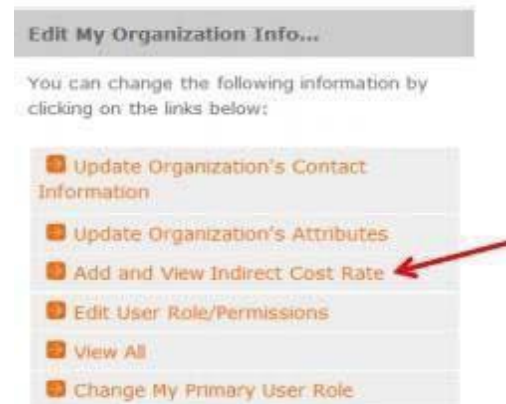 Edit My Organization Info...
You can change the following information by
clicking on the links below:
Update Organization's Contact
Information
Update Organization's Attributes
Add and View Indirect Cost Rate
Edit User Role/Permissions
View All
Change My Primary User Role